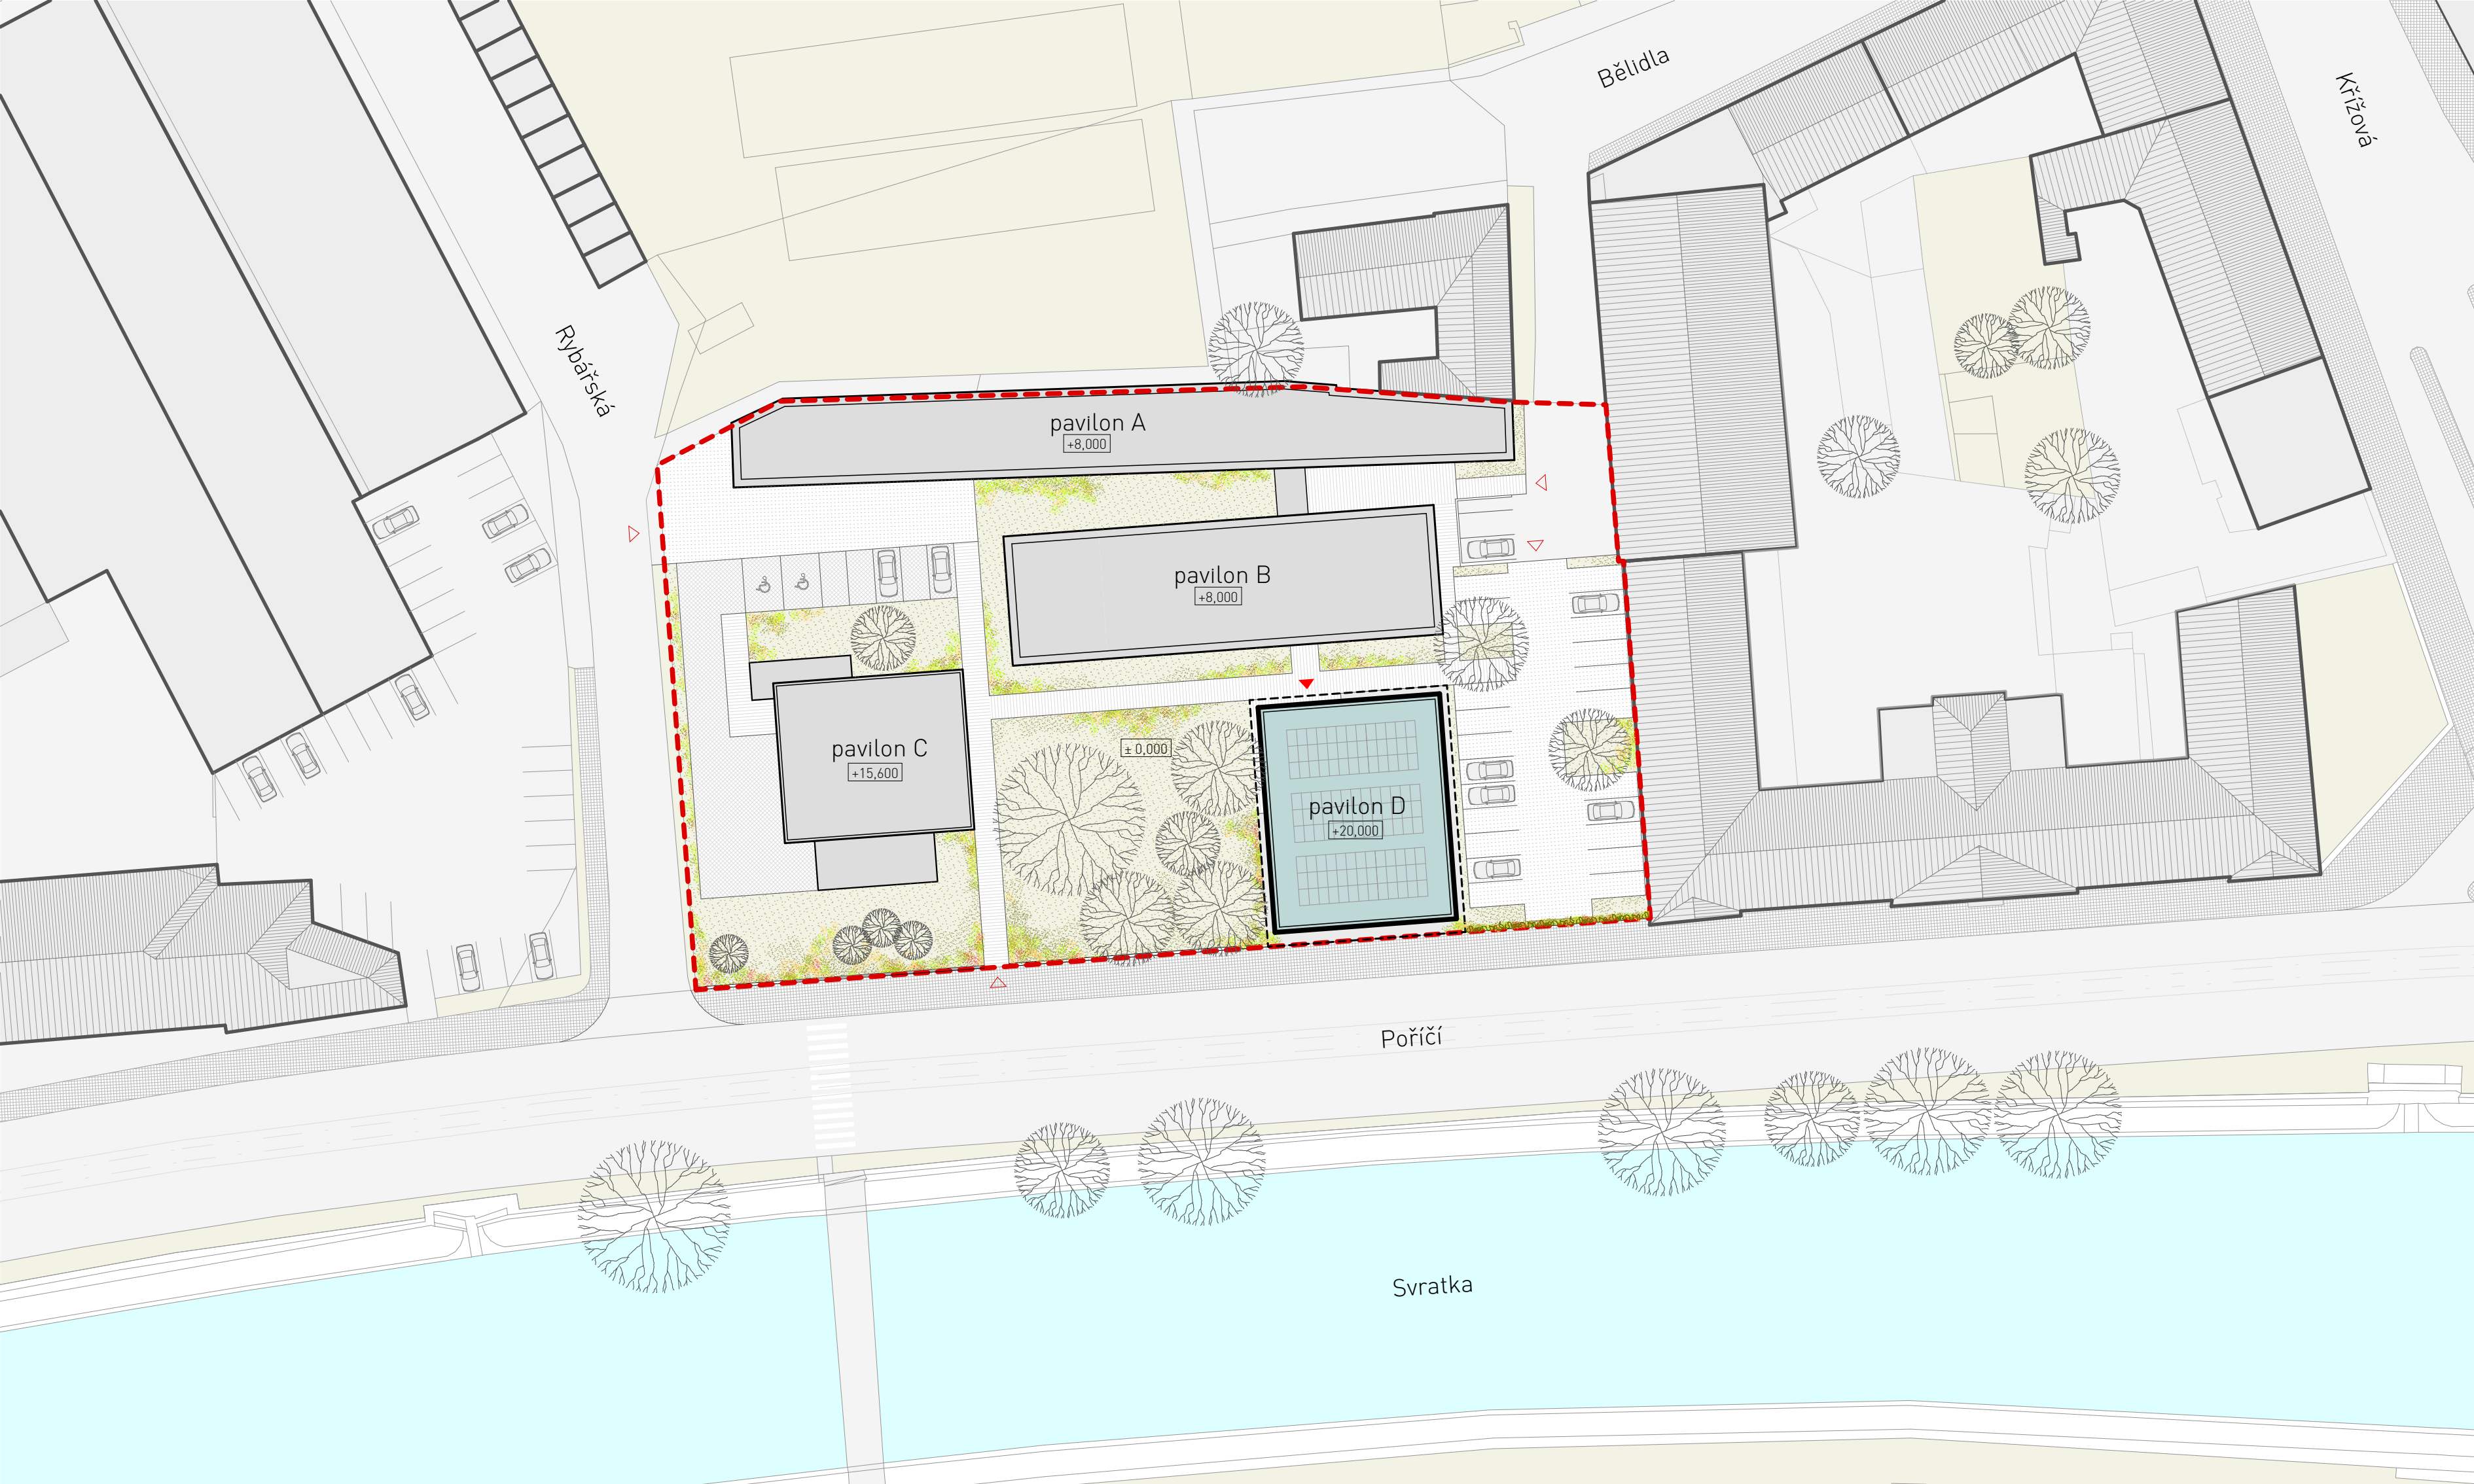 Bělidla
Křížová
Rybářská
pavilon A
+8,000
pavilon B
+8,000
pavilon C
+15,600
± 0,000
pavilon D
+20,000
Poříčí
Svratka